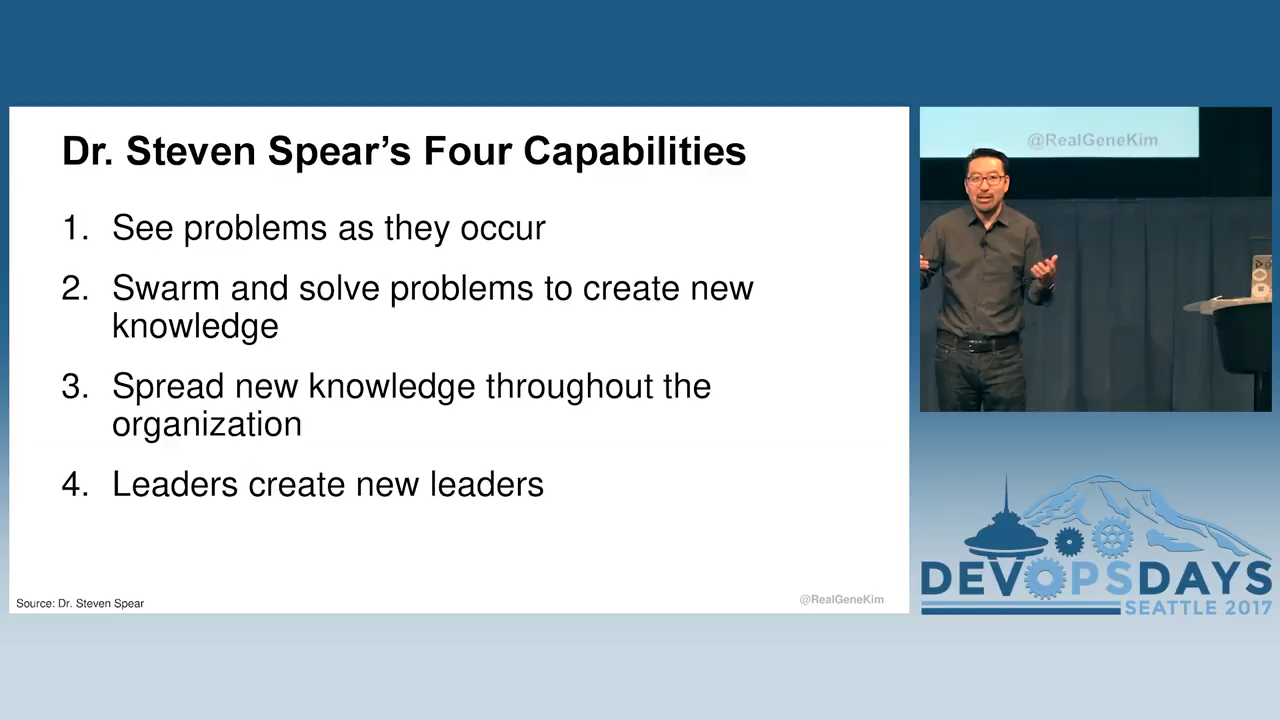 Dr. Steven Spear’s Four Capabilities
1. See problems as they occur
2. Swarm and solve problems to create new
knowledge
3. Spread new knowledge throughout the
organization
4. Leaders create new leaders
Source: Dr. Steven Spear
@RealGeneKim
@RealGeneKim
DEVOPSDAYS
SEATTLE 2017